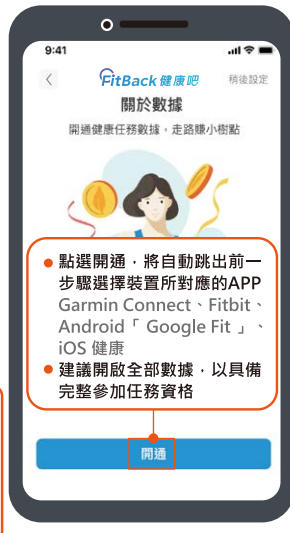 9:41
FitBack 健康吧 稍後設定
關於數據
開通健康任務數據，走路賺小樹點
● 點選開通，將自動跳出前一
步驟選擇裝置所對應的APP
Garmin Connect、Fitbit、
Android「 Google Fit 」、
iOS 健康
● 建議開啟全部數據，以具備
完整參加任務資格
開通